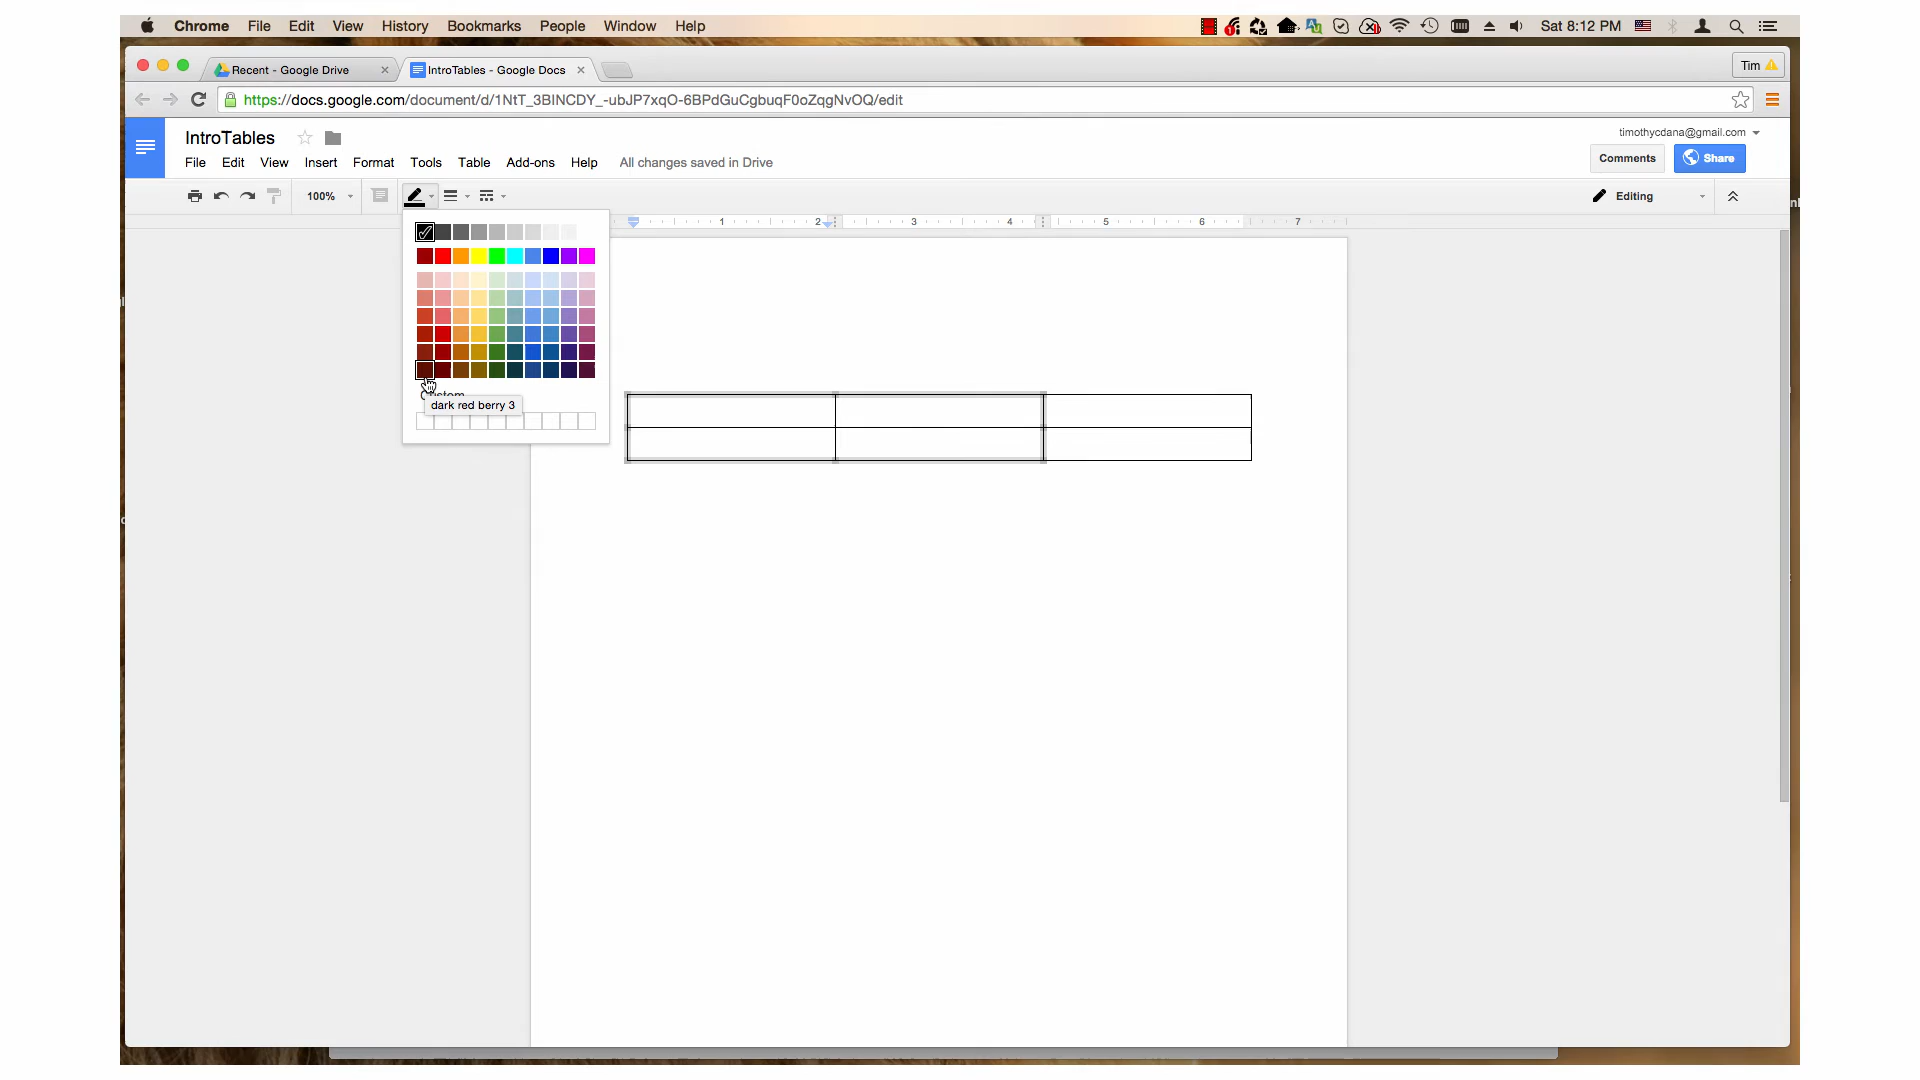 Chrome File Edit View History Bookmarks People Window Help Sat 8:12 PM
Recent - Google Drive IntroTables - Google Docs Tim
https://docs.google.com/document/d/1NtT_3BINCDY_-ubJP7xqO-6BPdGuCgbuqF0oZqgNvOQ/edit
IntroTables timothycdana@gmail.com
File Edit View Insert Format Tools Table Add-ons Help All changes saved in Drive Comments Share
100% Editing
1 2 3 4 5 6 7
Custom
dark red berry 3